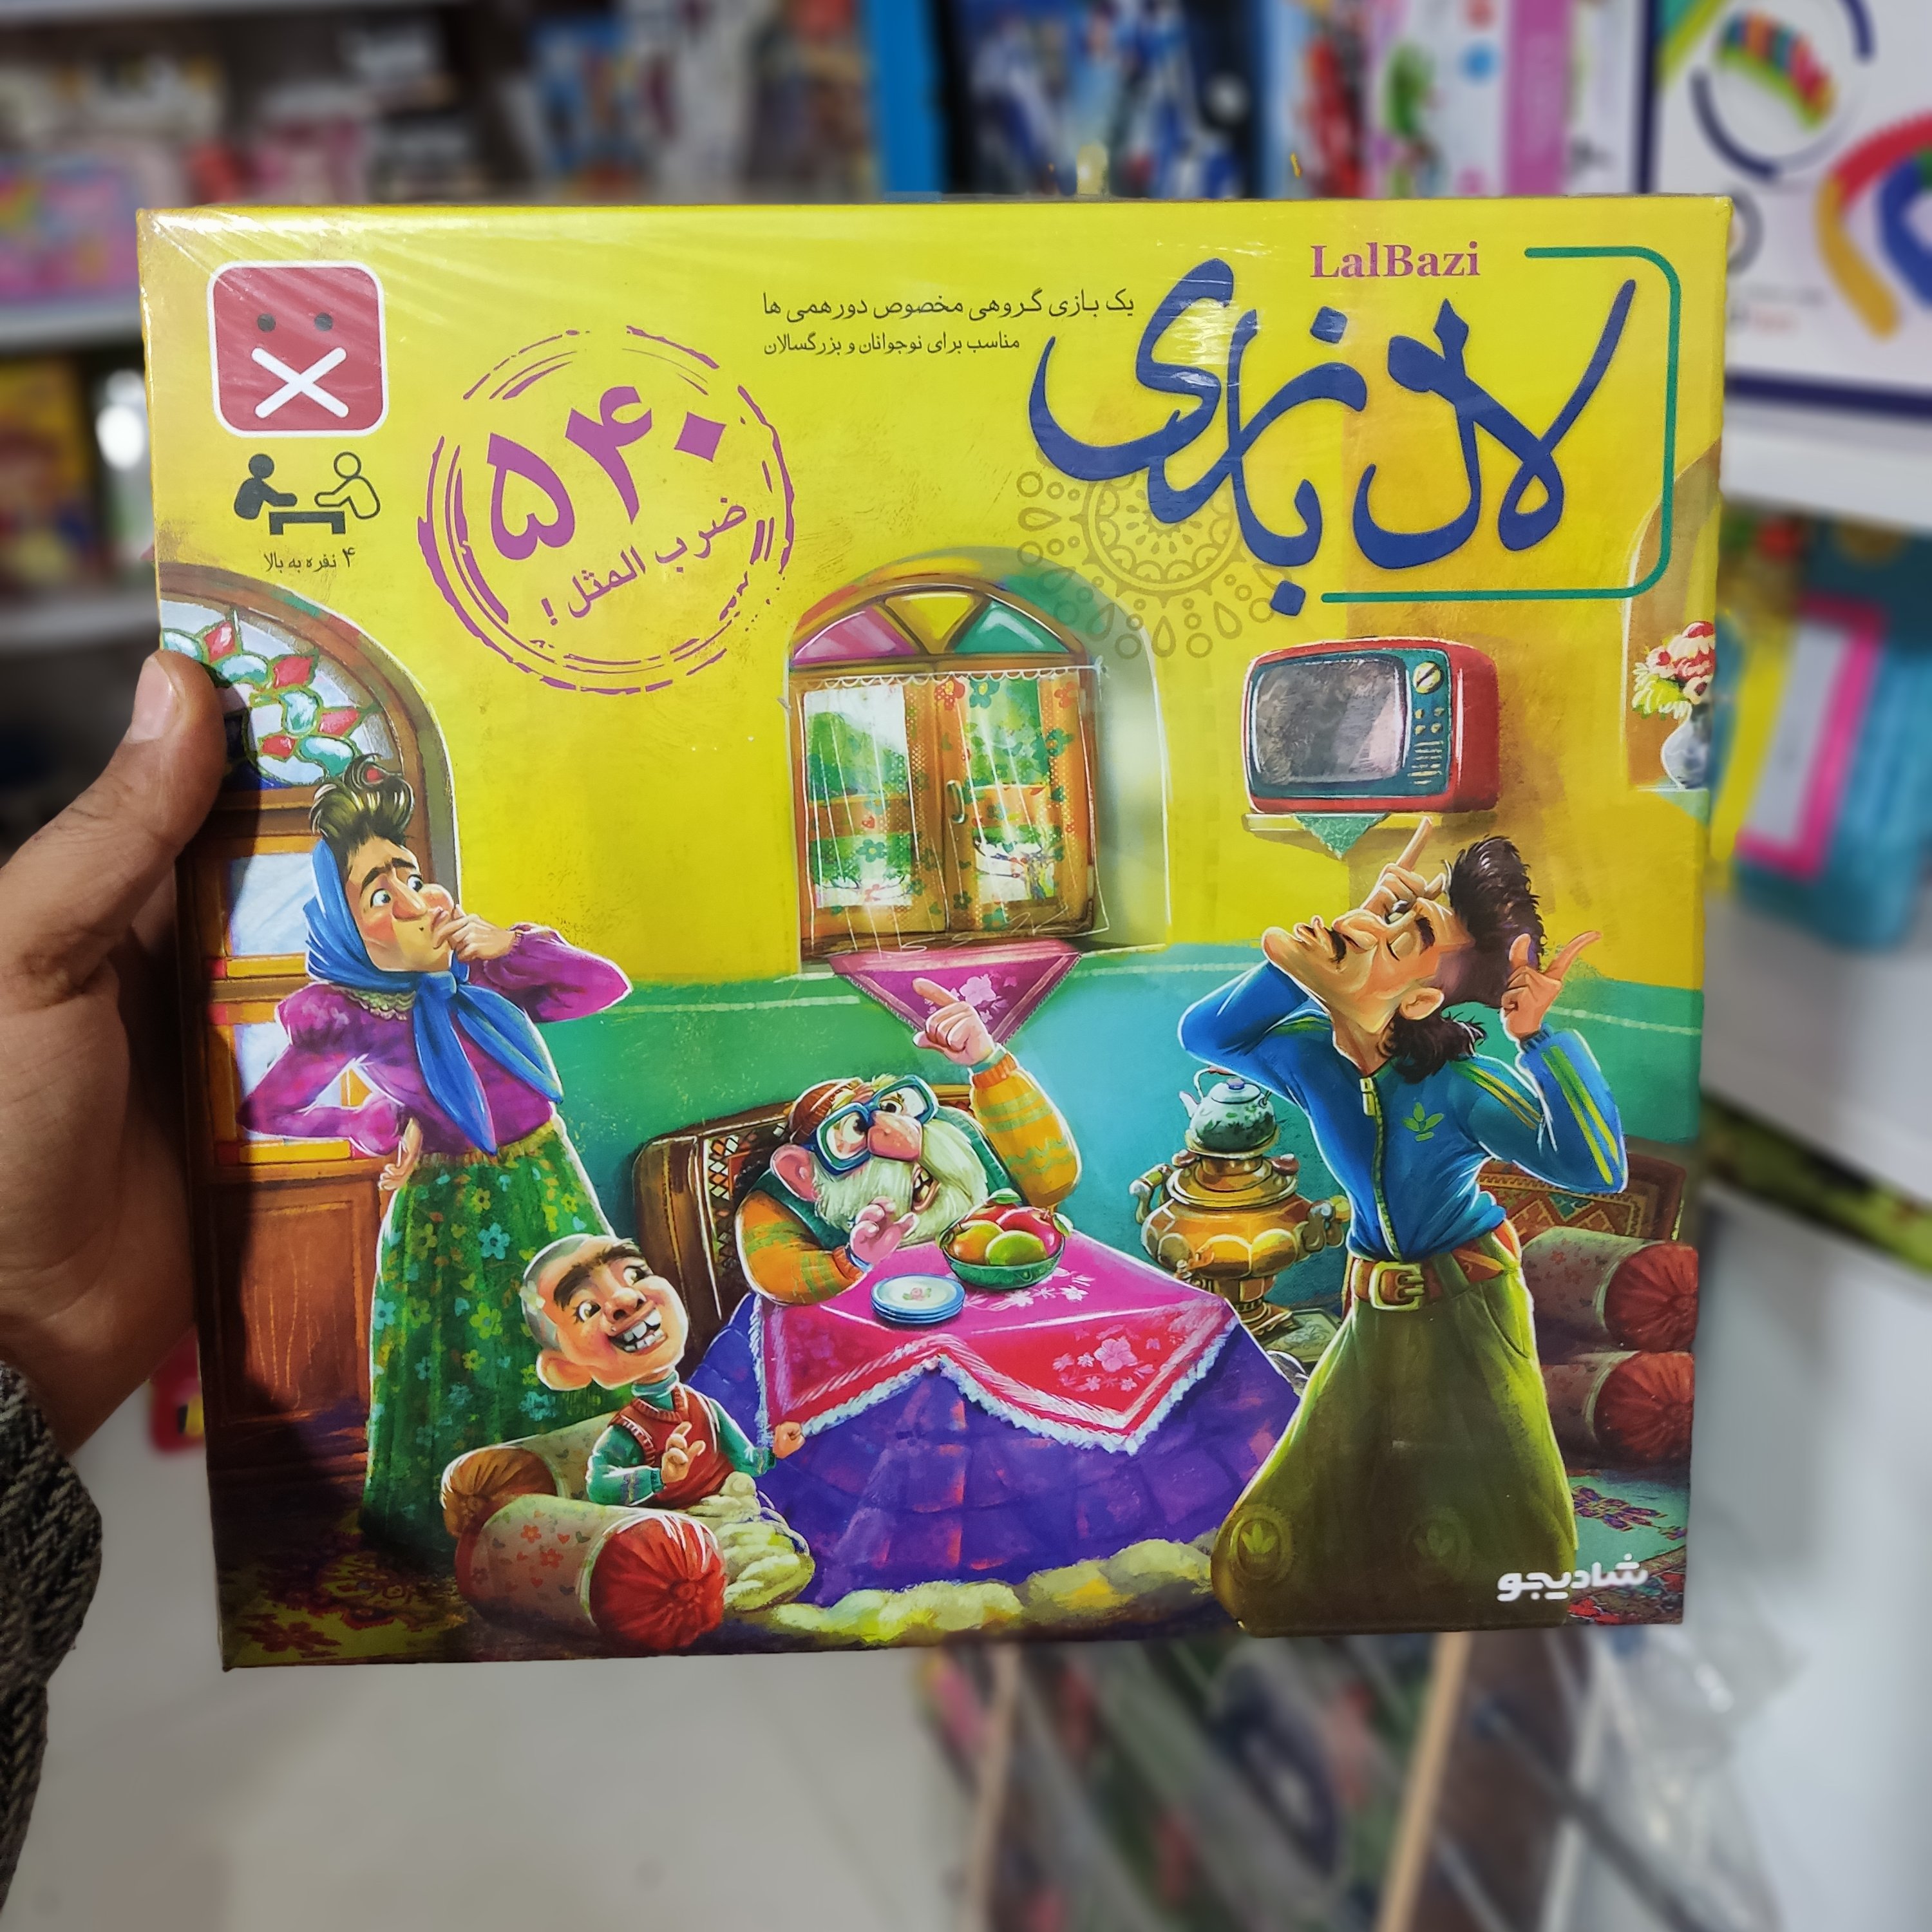 LalBazi
لال بازی
یک بازی گروهی مخصوص دورهمی ها
مناسب برای نوجوانان و بزرگسالان
۵۴۰
ضرب المثل!
۴ نفره به بالا
شادیجو